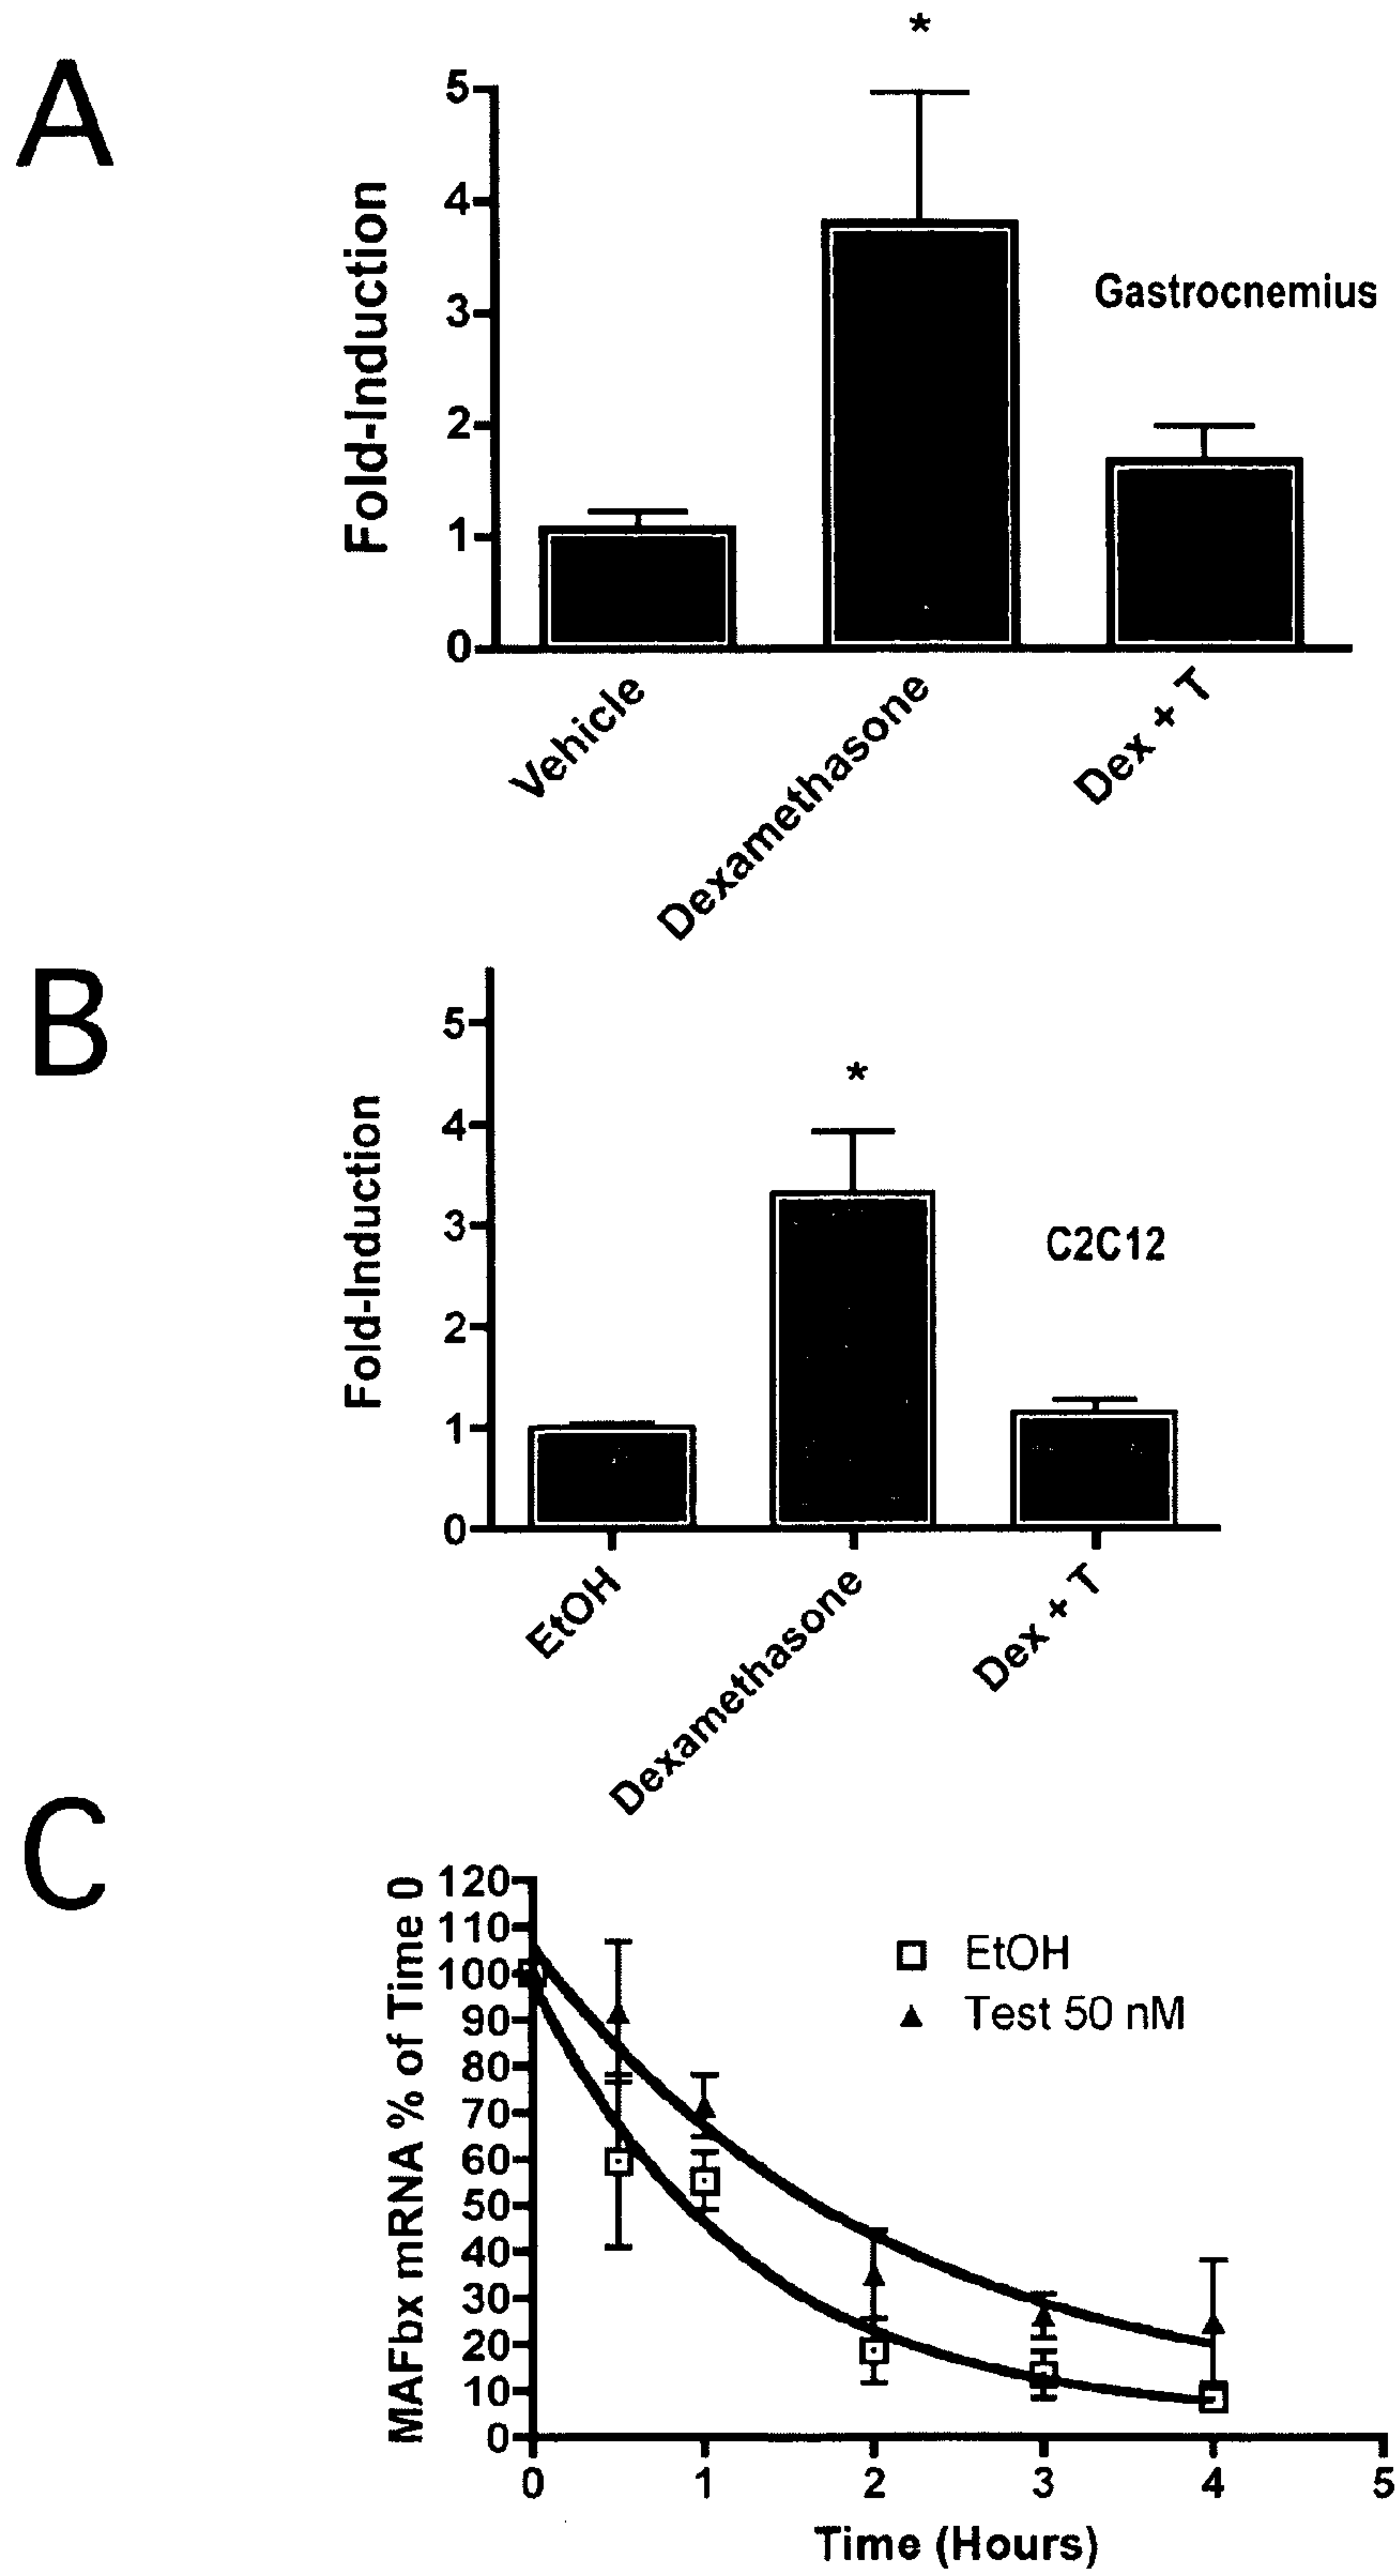 A
*
5
4
3
2
1
0
Fold-Induction
Gastrocnemius
Vehicle
Dexamethasone
Dex + T
B
5
4
3
2
1
0
Fold-Induction
*
C2C12
EtOH
Dexamethasone
Dex + T
C
120
110
100
90
80
70
60
50
40
30
20
10
0
MAFbx mRNA % of Time 0
EtOH
Test 50 nM
0 1 2 3 4 5
Time (Hours)